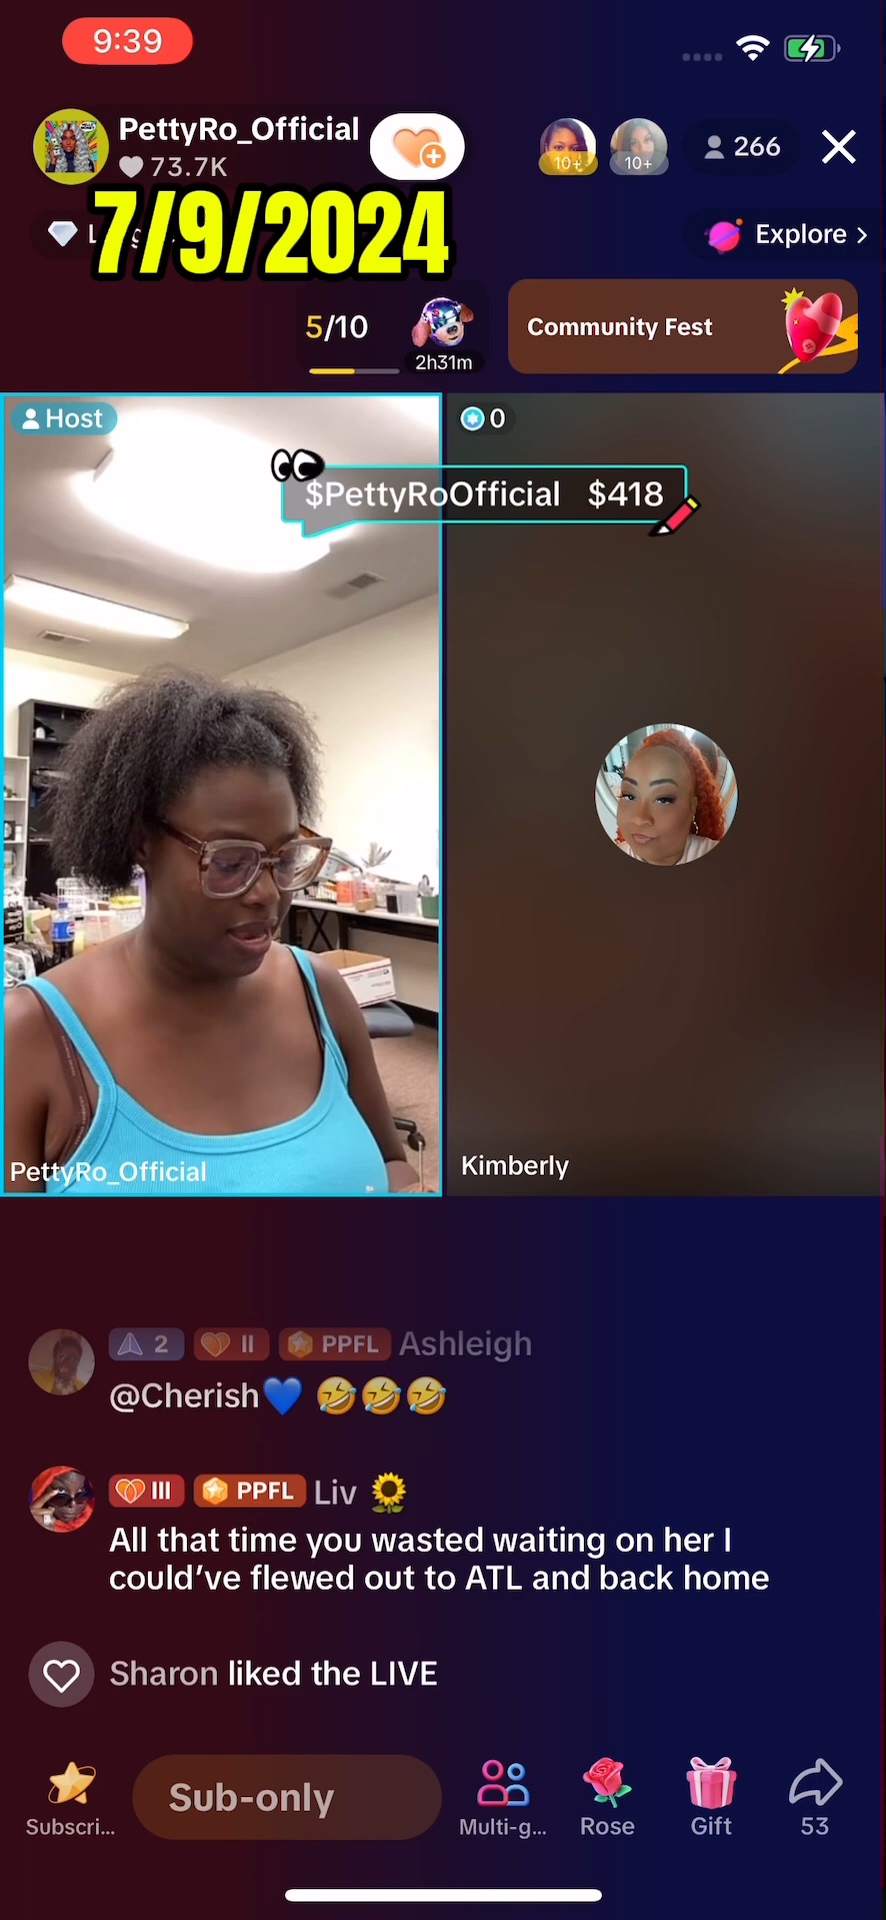 9:39
PettyRo_Official
73.7K
10+
10+
266
7/9/2024
Explore >
5/10
2h31m
Community Fest
Host
0
$PettyRoOfficial $418
PettyRo_Official
Kimberly
2 II PPFL Ashleigh
@Cherish💙 🤣🤣🤣
III PPFL Liv 🌻
All that time you wasted waiting on her I
could've flewed out to ATL and back home
Sharon liked the LIVE
Sub-only
Subscri...
Multi-g...
Rose
Gift
53